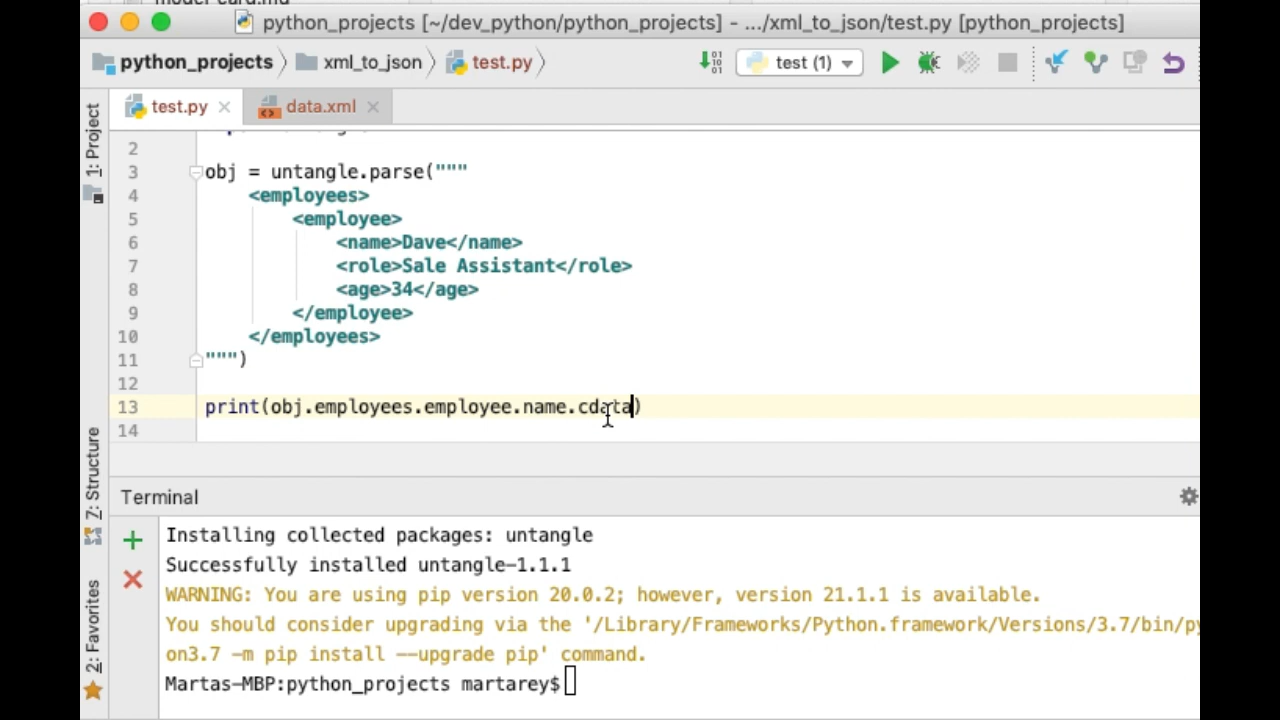 python_projects [~/dev_python/python_projects] - .../xml_to_json/test.py [python_projects]
python_projects xml_to_json test.py test (1)
1: Project
test.py data.xml
2
3 obj = untangle.parse("""
4 <employees>
5 <employee>
6 <name>Dave</name>
7 <role>Sale Assistant</role>
8 <age>34</age>
9 </employee>
10 </employees>
11 """)
12
13 print(obj.employees.employee.name.cdata)
14
Z: Structure
2: Favorites
Terminal
Installing collected packages: untangle
Successfully installed untangle-1.1.1
WARNING: You are using pip version 20.0.2; however, version 21.1.1 is available.
You should consider upgrading via the '/Library/Frameworks/Python.framework/Versions/3.7/bin/py
on3.7 -m pip install --upgrade pip' command.
Martas-MBP:python_projects martarey$